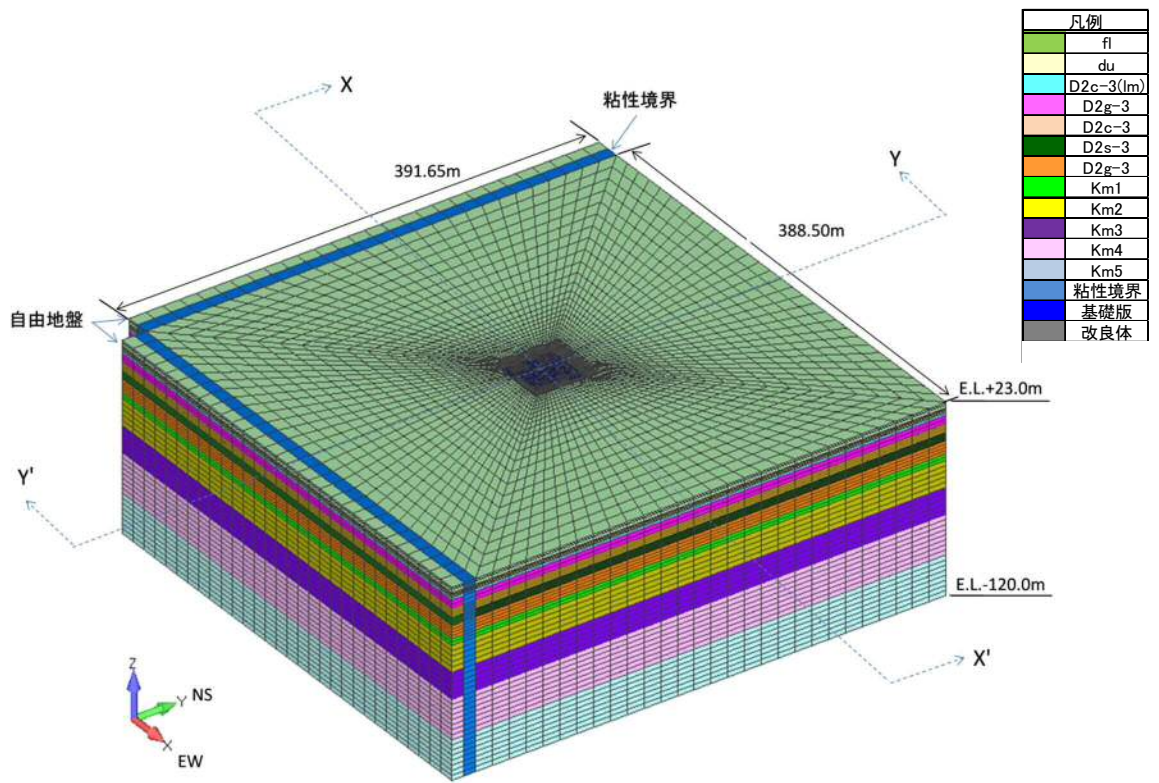 凡例
fl
du
D2c-3(lm)
D2g-3
D2c-3
D2s-3
D2g-3
Km1
Km2
Km3
Km4
Km5
粘性境界
基礎版
改良体
X
粘性境界
391.65m
Y
388.50m
自由地盤
E.L.+23.0m
Y'
E.L.-120.0m
X'
Z
Y NS
X
EW